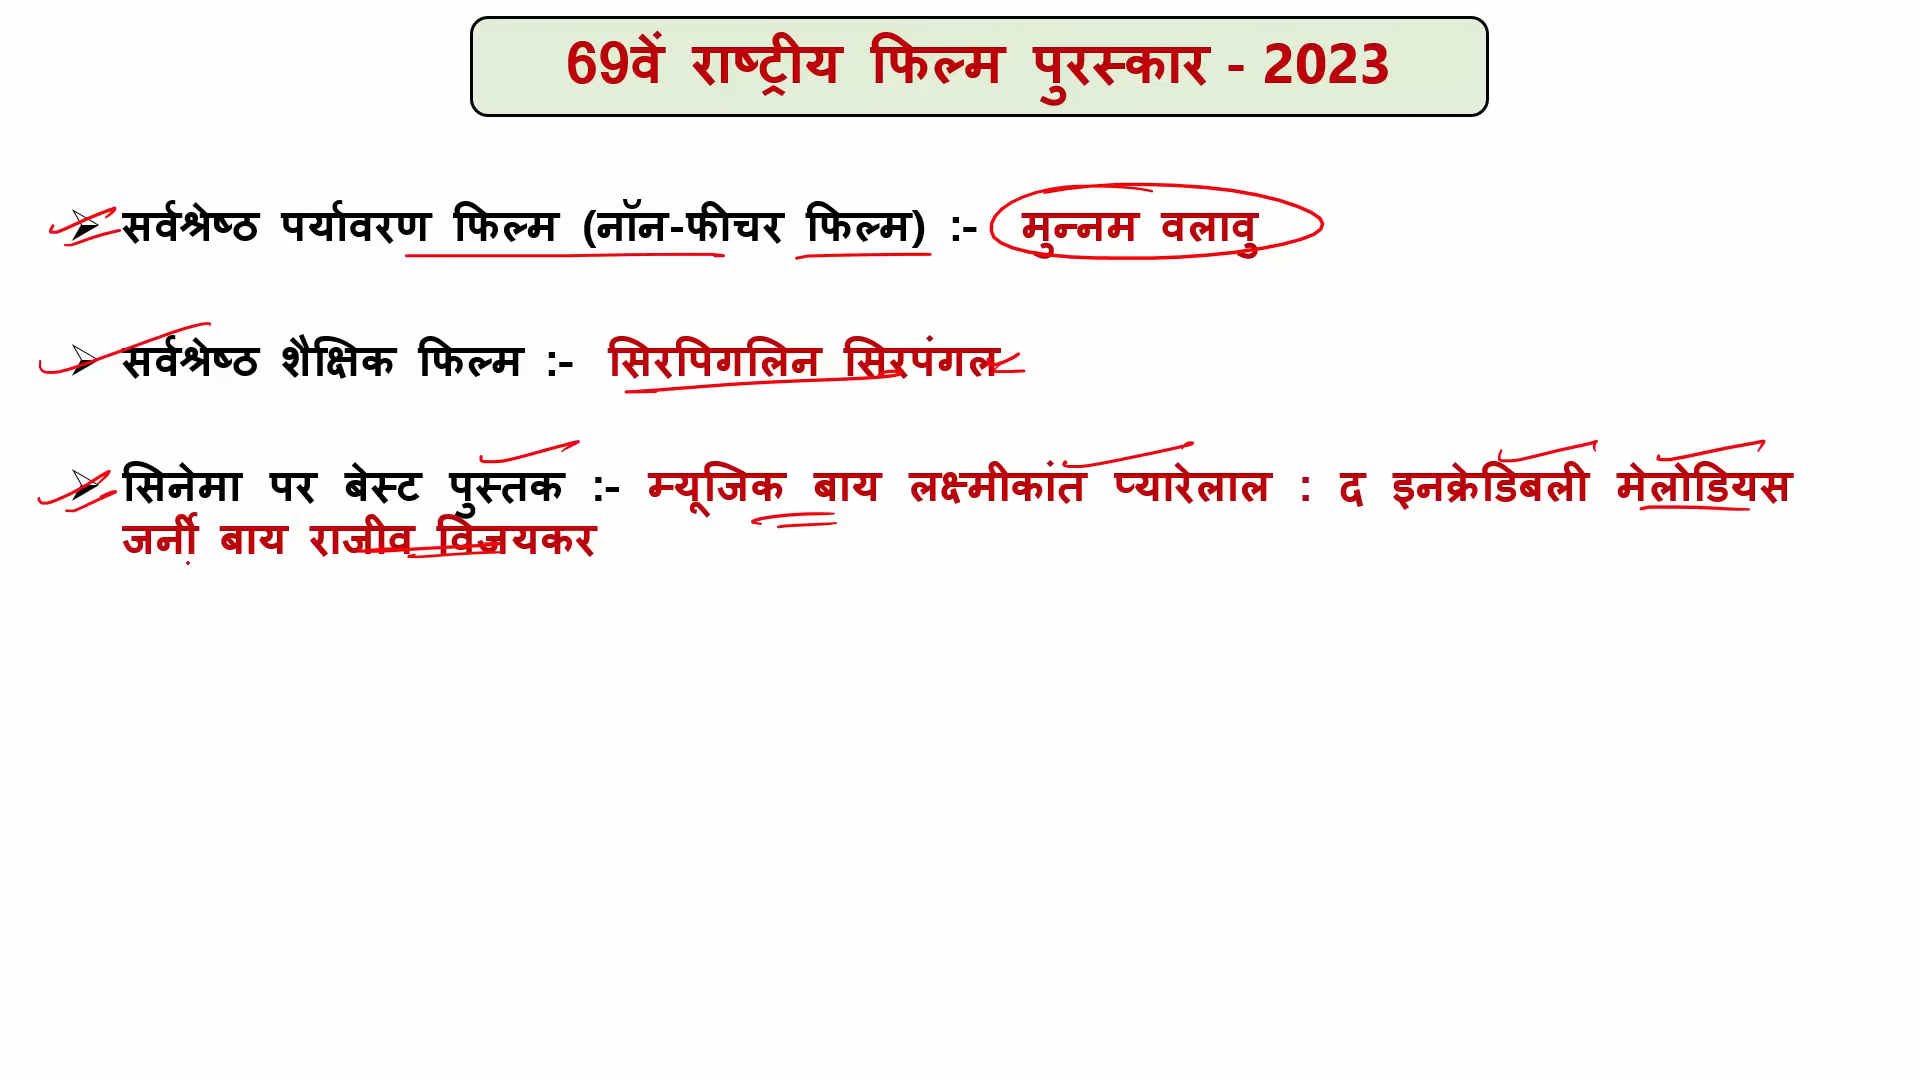 69वें राष्ट्रीय फिल्म पुरस्कार - 2023
सर्वश्रेष्ठ पर्यावरण फिल्म (नॉन-फीचर फिल्म) :- मुन्नम वलावु
सर्वश्रेष्ठ शैक्षिक फिल्म :- सिरपिगलिन सिरपंगल
सिनेमा पर बेस्ट पुस्तक :- म्यूजिक बाय लक्ष्मीकांत प्यारेलाल : द इनक्रेडिबली मेलोडियस
जर्नी बाय राजीव विजयकर